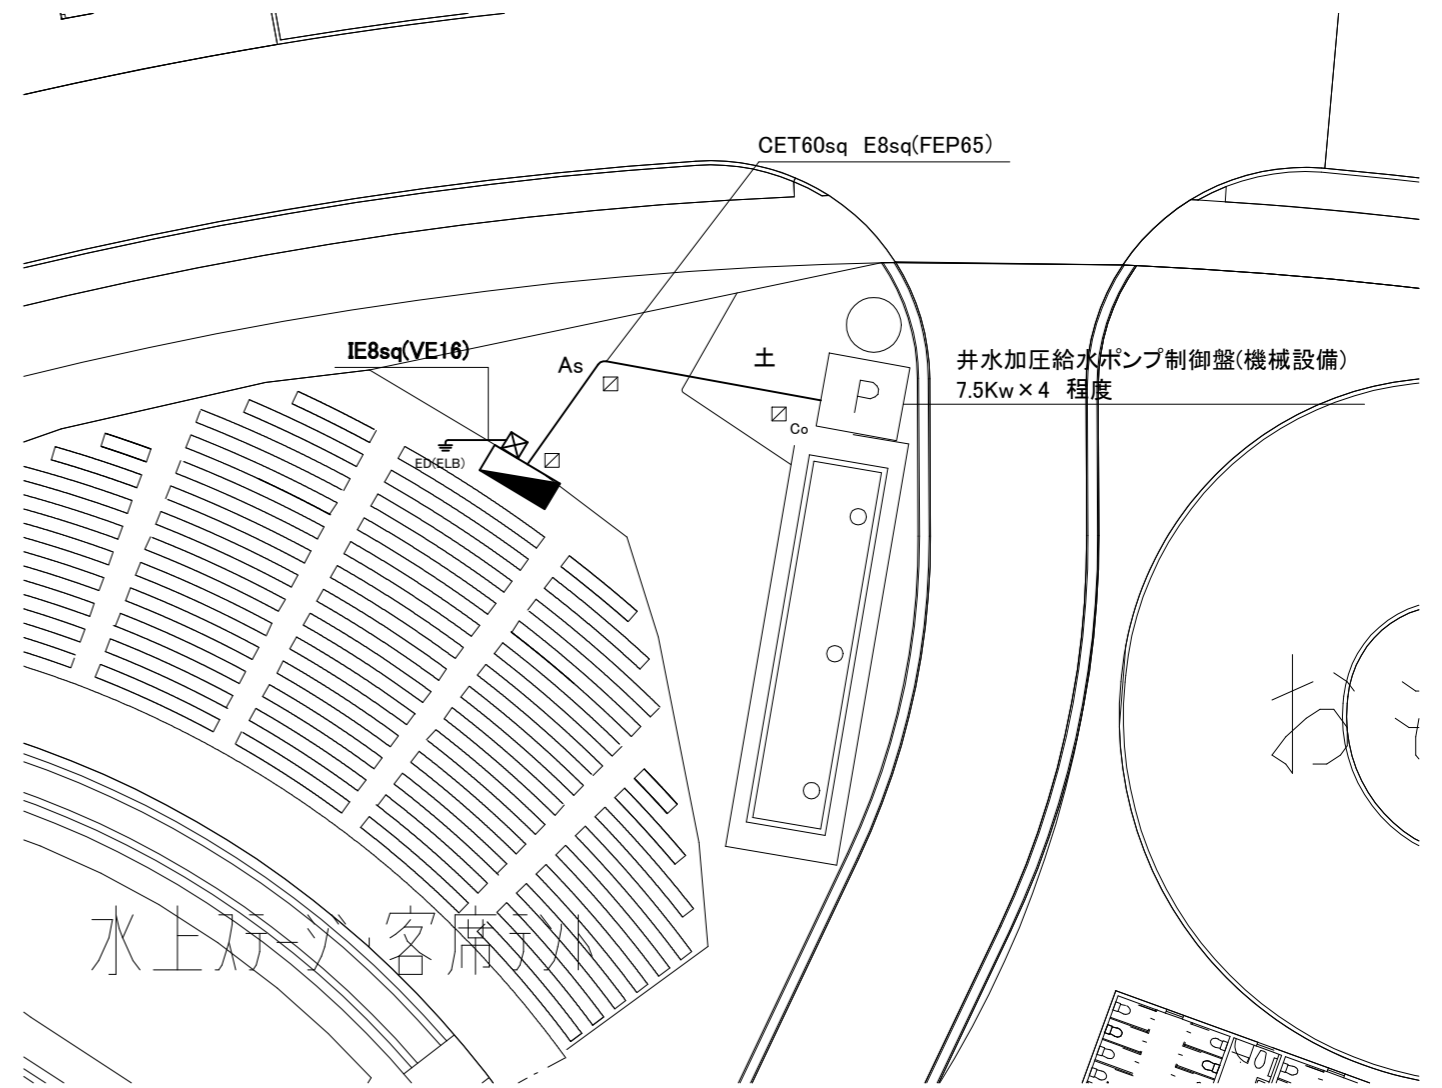 CET60sq E8sq(FEP65)
IE8sq(VE16)
As
土
井水加圧給水ポンプ制御盤(機械設備)
7.5Kw×4 程度
P
Co
ED(ELB)
水上ステージ・客席テント